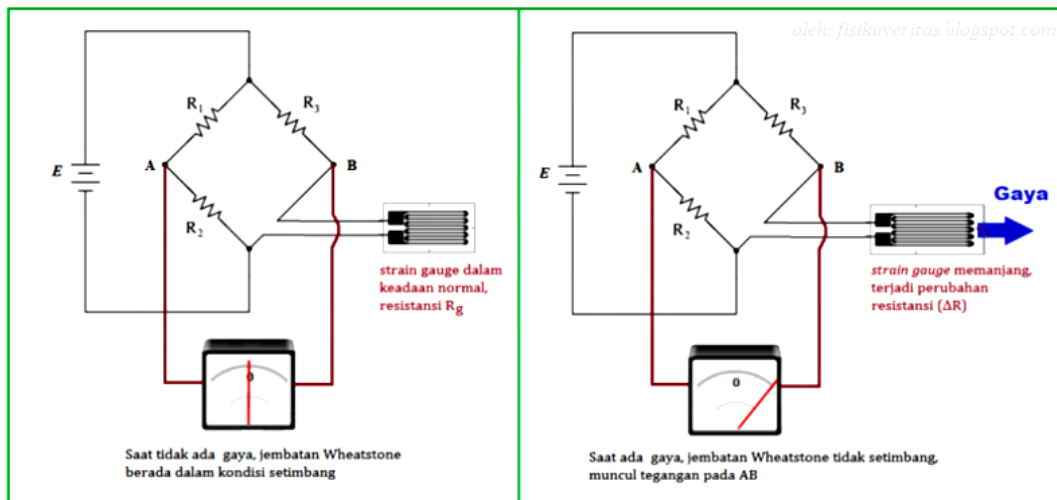 R1
R3
A
B
E
R2
strain gauge dalam
keadaan normal,
resistansi Rg
0
Saat tidak ada gaya, jembatan Wheatstone
berada dalam kondisi setimbang
oleh: fisikaveritas.blogspot.com
R1
R3
A
B
E
Gaya
R2
strain gauge memanjang,
terjadi perubahan
resistansi (ΔR)
0
Saat ada gaya, jembatan Wheatstone tidak setimbang,
muncul tegangan pada AB